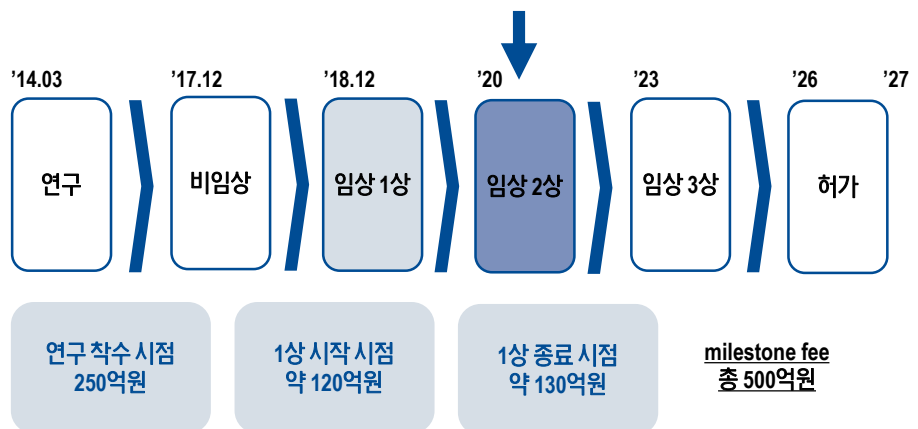 ’14.03
’17.12
’18.12
’20
’23
’26
’27
연구
비임상
임상 1상
임상 2상
임상 3상
허가
연구 착수 시점
250억원
1상 시작 시점
약 120억원
1상 종료 시점
약 130억원
milestone fee
총 500억원